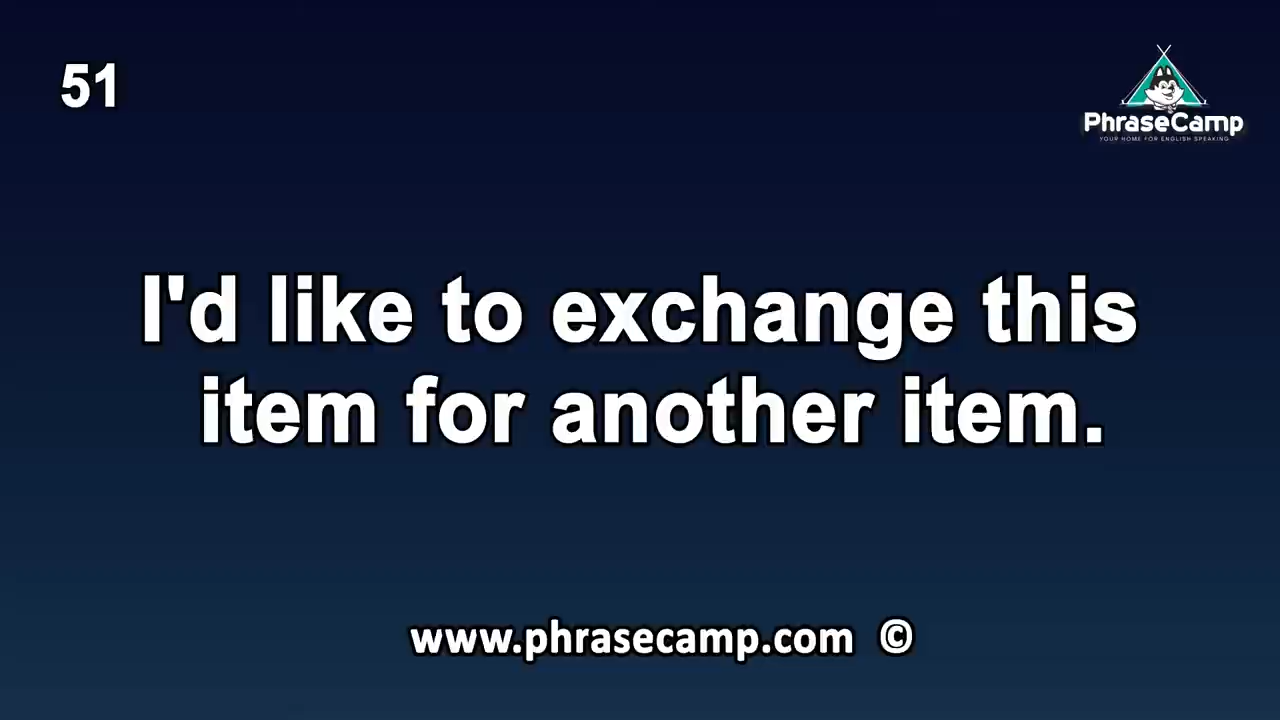 51
PhraseCamp
YOUR HOME FOR ENGLISH SPEAKING
I'd like to exchange this
item for another item.
www.phrasecamp.com ©